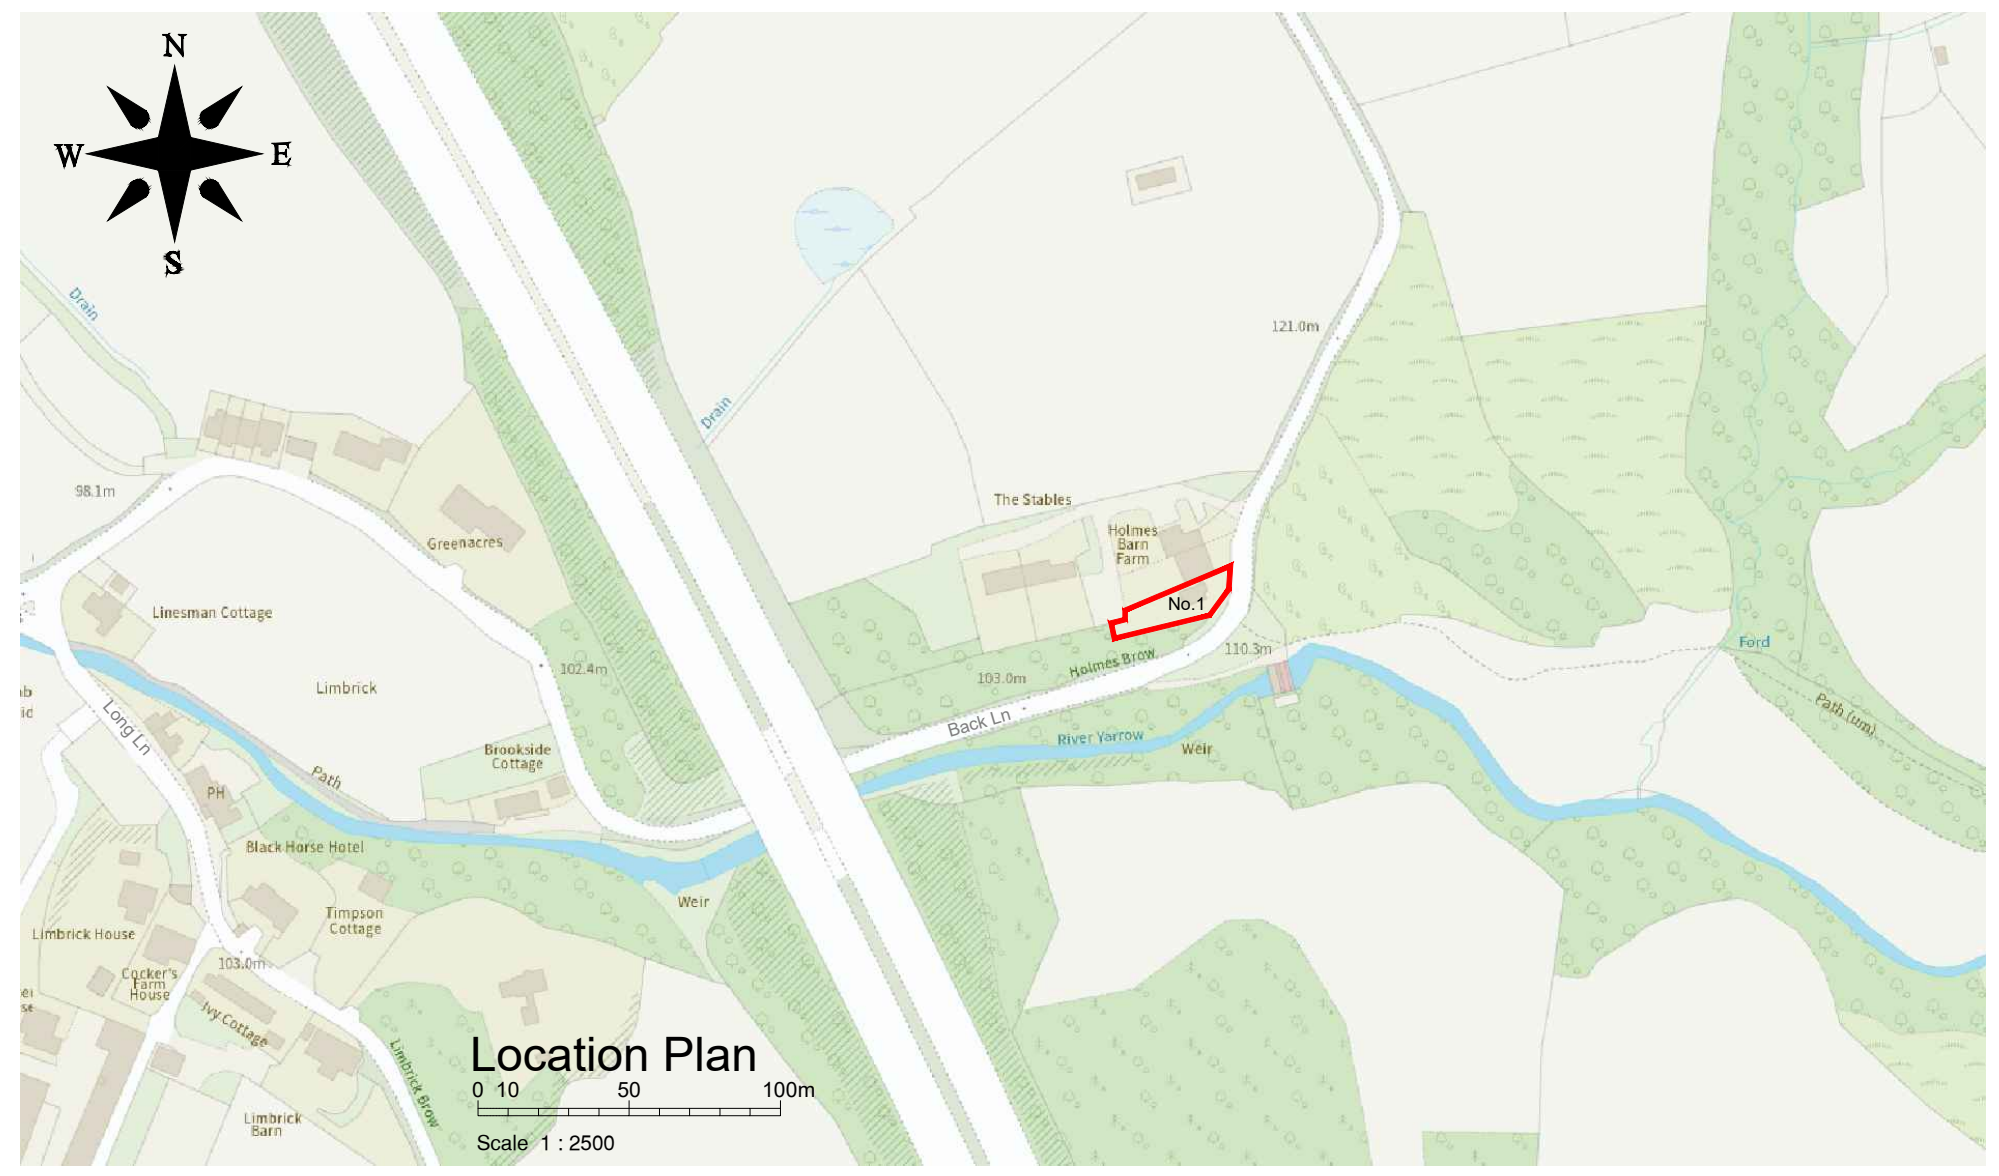 N
W
E
S
Drain
Drain
121.0m
98.1m
The Stables
Greenacres
Holmes
Barn
Farm
No.1
Linesman Cottage
Limbrick
102.4m
Holmes Brow
110.3m
103.0m
Ford
Path (um)
Long Ln
Back Ln
River Yarrow
Weir
Brookside
Cottage
Path
PH
Black Horse Hotel
Weir
Timpson
Cottage
Limbrick House
103.0m
Cocker's
Farm
House
Ivy Cottage
Limbrick Brow
Limbrick
Barn
Location Plan
0 10 50 100m
Scale 1 : 2500